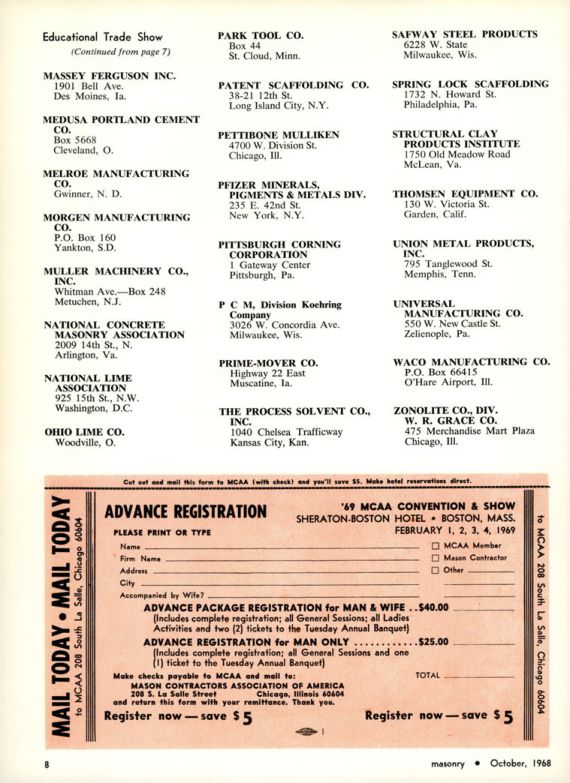 Educational Trade Show
(Continued from page 7)
MASSEY FERGUSON INC.
1901 Bell Ave.
Des Moines, Ia.
MEDUSA PORTLAND CEMENT
CO.
Box 5668
Cleveland, O.
MELROE MANUFACTURING
CO.
Gwinner, N. D.
MORGEN MANUFACTURING
CO.
P.O. Box 160
Yankton, S.D.
MULLER MACHINERY CO.,
INC.
Whitman Ave.—Box 248
Metuchen, N.J.
NATIONAL CONCRETE
MASONRY ASSOCIATION
2009 14th St., N.
Arlington, Va.
NATIONAL LIME
ASSOCIATION
925 15th St., N.W.
Washington, D.C.
OHIO LIME CO.
Woodville, O.
PARK TOOL CO.
Box 44
St. Cloud, Minn.
PATENT SCAFFOLDING CO.
38-21 12th St.
Long Island City, N.Y.
PETTIBONE MULLIKEN
4700 W. Division St.
Chicago, Ill.
PFIZER MINERALS,
PIGMENTS & METALS DIV.
235 E. 42nd St.
New York, N.Y.
PITTSBURGH CORNING
CORPORATION
1 Gateway Center
Pittsburgh, Pa.
P C M, Division Koehring
Company
3026 W. Concordia Ave.
Milwaukee, Wis.
PRIME-MOVER CO.
Highway 22 East
Muscatine, Ia.
THE PROCESS SOLVENT CO.,
INC.
1040 Chelsea Trafficway
Kansas City, Kan.
SAFWAY STEEL PRODUCTS
6228 W. State
Milwaukee, Wis.
SPRING LOCK SCAFFOLDING
1732 N. Howard St.
Philadelphia, Pa.
STRUCTURAL CLAY
PRODUCTS INSTITUTE
1750 Old Meadow Road
McLean, Va.
THOMSEN EQUIPMENT CO.
130 W. Victoria St.
Garden, Calif.
UNION METAL PRODUCTS,
INC.
795 Tanglewood St.
Memphis, Tenn.
UNIVERSAL
MANUFACTURING CO.
550 W. New Castle St.
Zelienople, Pa.
WACO MANUFACTURING CO.
P.O. Box 66415
O'Hare Airport, Ill.
ZONOLITE CO., DIV.
W. R. GRACE CO.
475 Merchandise Mart Plaza
Chicago, Ill.
Cut out and mail this form to MCAA (with check) and you'll save $5. Make hotel reservations direct.
MAIL TODAY • MAIL TODAY
to MCAA 208 South La Salle, Chicago 60604
ADVANCE REGISTRATION
'69 MCAA CONVENTION & SHOW
SHERATON-BOSTON HOTEL • BOSTON, MASS.
FEBRUARY 1, 2, 3, 4, 1969
PLEASE PRINT OR TYPE
Name
Firm Name
Address
City
Accompanied by Wife?
MCAA Member
Mason Contractor
Other
ADVANCE PACKAGE REGISTRATION for MAN & WIFE . . $40.00
(Includes complete registration; all General Sessions; all Ladies
Activities and two (2) tickets to the Tuesday Annual Banquet)
ADVANCE REGISTRATION for MAN ONLY . . . . . . . . . . . $25.00
(Includes complete registration; all General Sessions and one
(1) ticket to the Tuesday Annual Banquet)
Make checks payable to MCAA and mail to:
TOTAL
MASON CONTRACTORS ASSOCIATION OF AMERICA
208 S. La Salle Street Chicago, Illinois 60604
and return this form with your remittance. Thank you.
Register now — save $5
Register now — save $5
to MCAA 208 South La Salle, Chicago 60604
8
masonry • October, 1968